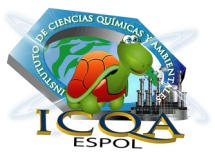 INSTITUTO DE CIENCIAS QUÍMICAS Y AMBIENTALES
ICQA
ESPOL